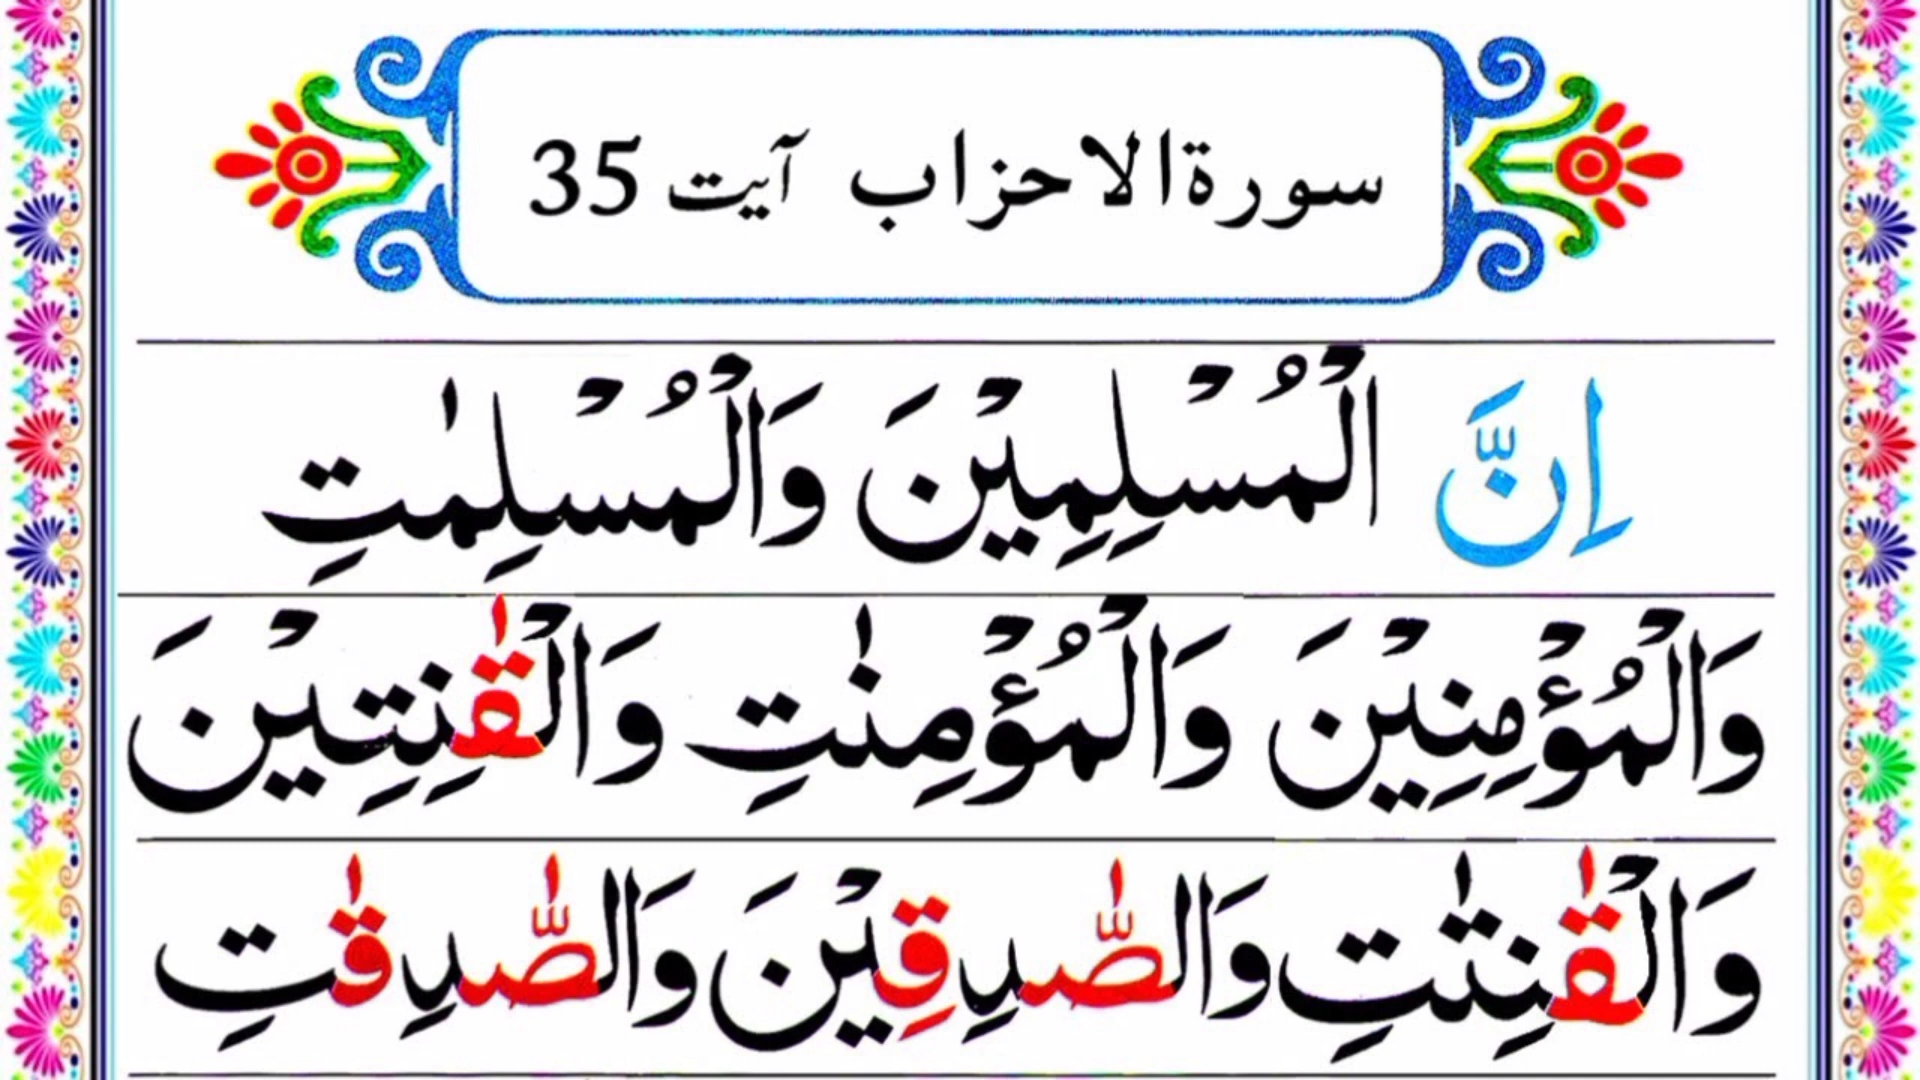 سورة الاحزاب آیت 35
اِنَّ الْمُسْلِمِيْنَ وَالْمُسْلِمٰتِ
وَالْمُؤْمِنِيْنَ وَالْمُؤْمِنٰتِ وَالْقٰنِتِيْنَ
وَالْقٰنِتٰتِ وَالصّٰدِقِيْنَ وَالصّٰدِقٰتِ